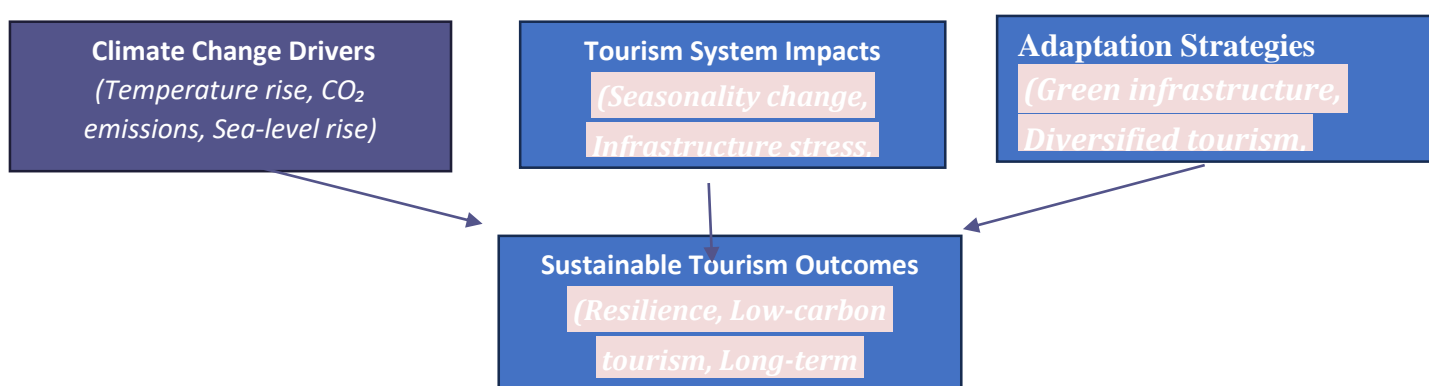 Climate Change Drivers
(Temperature rise, CO₂
emissions, Sea-level rise)
Tourism System Impacts
(Seasonality change,
Infrastructure stress,
Adaptation Strategies
(Green infrastructure,
Diversified tourism,
Sustainable Tourism Outcomes
(Resilience, Low-carbon
tourism, Long-term